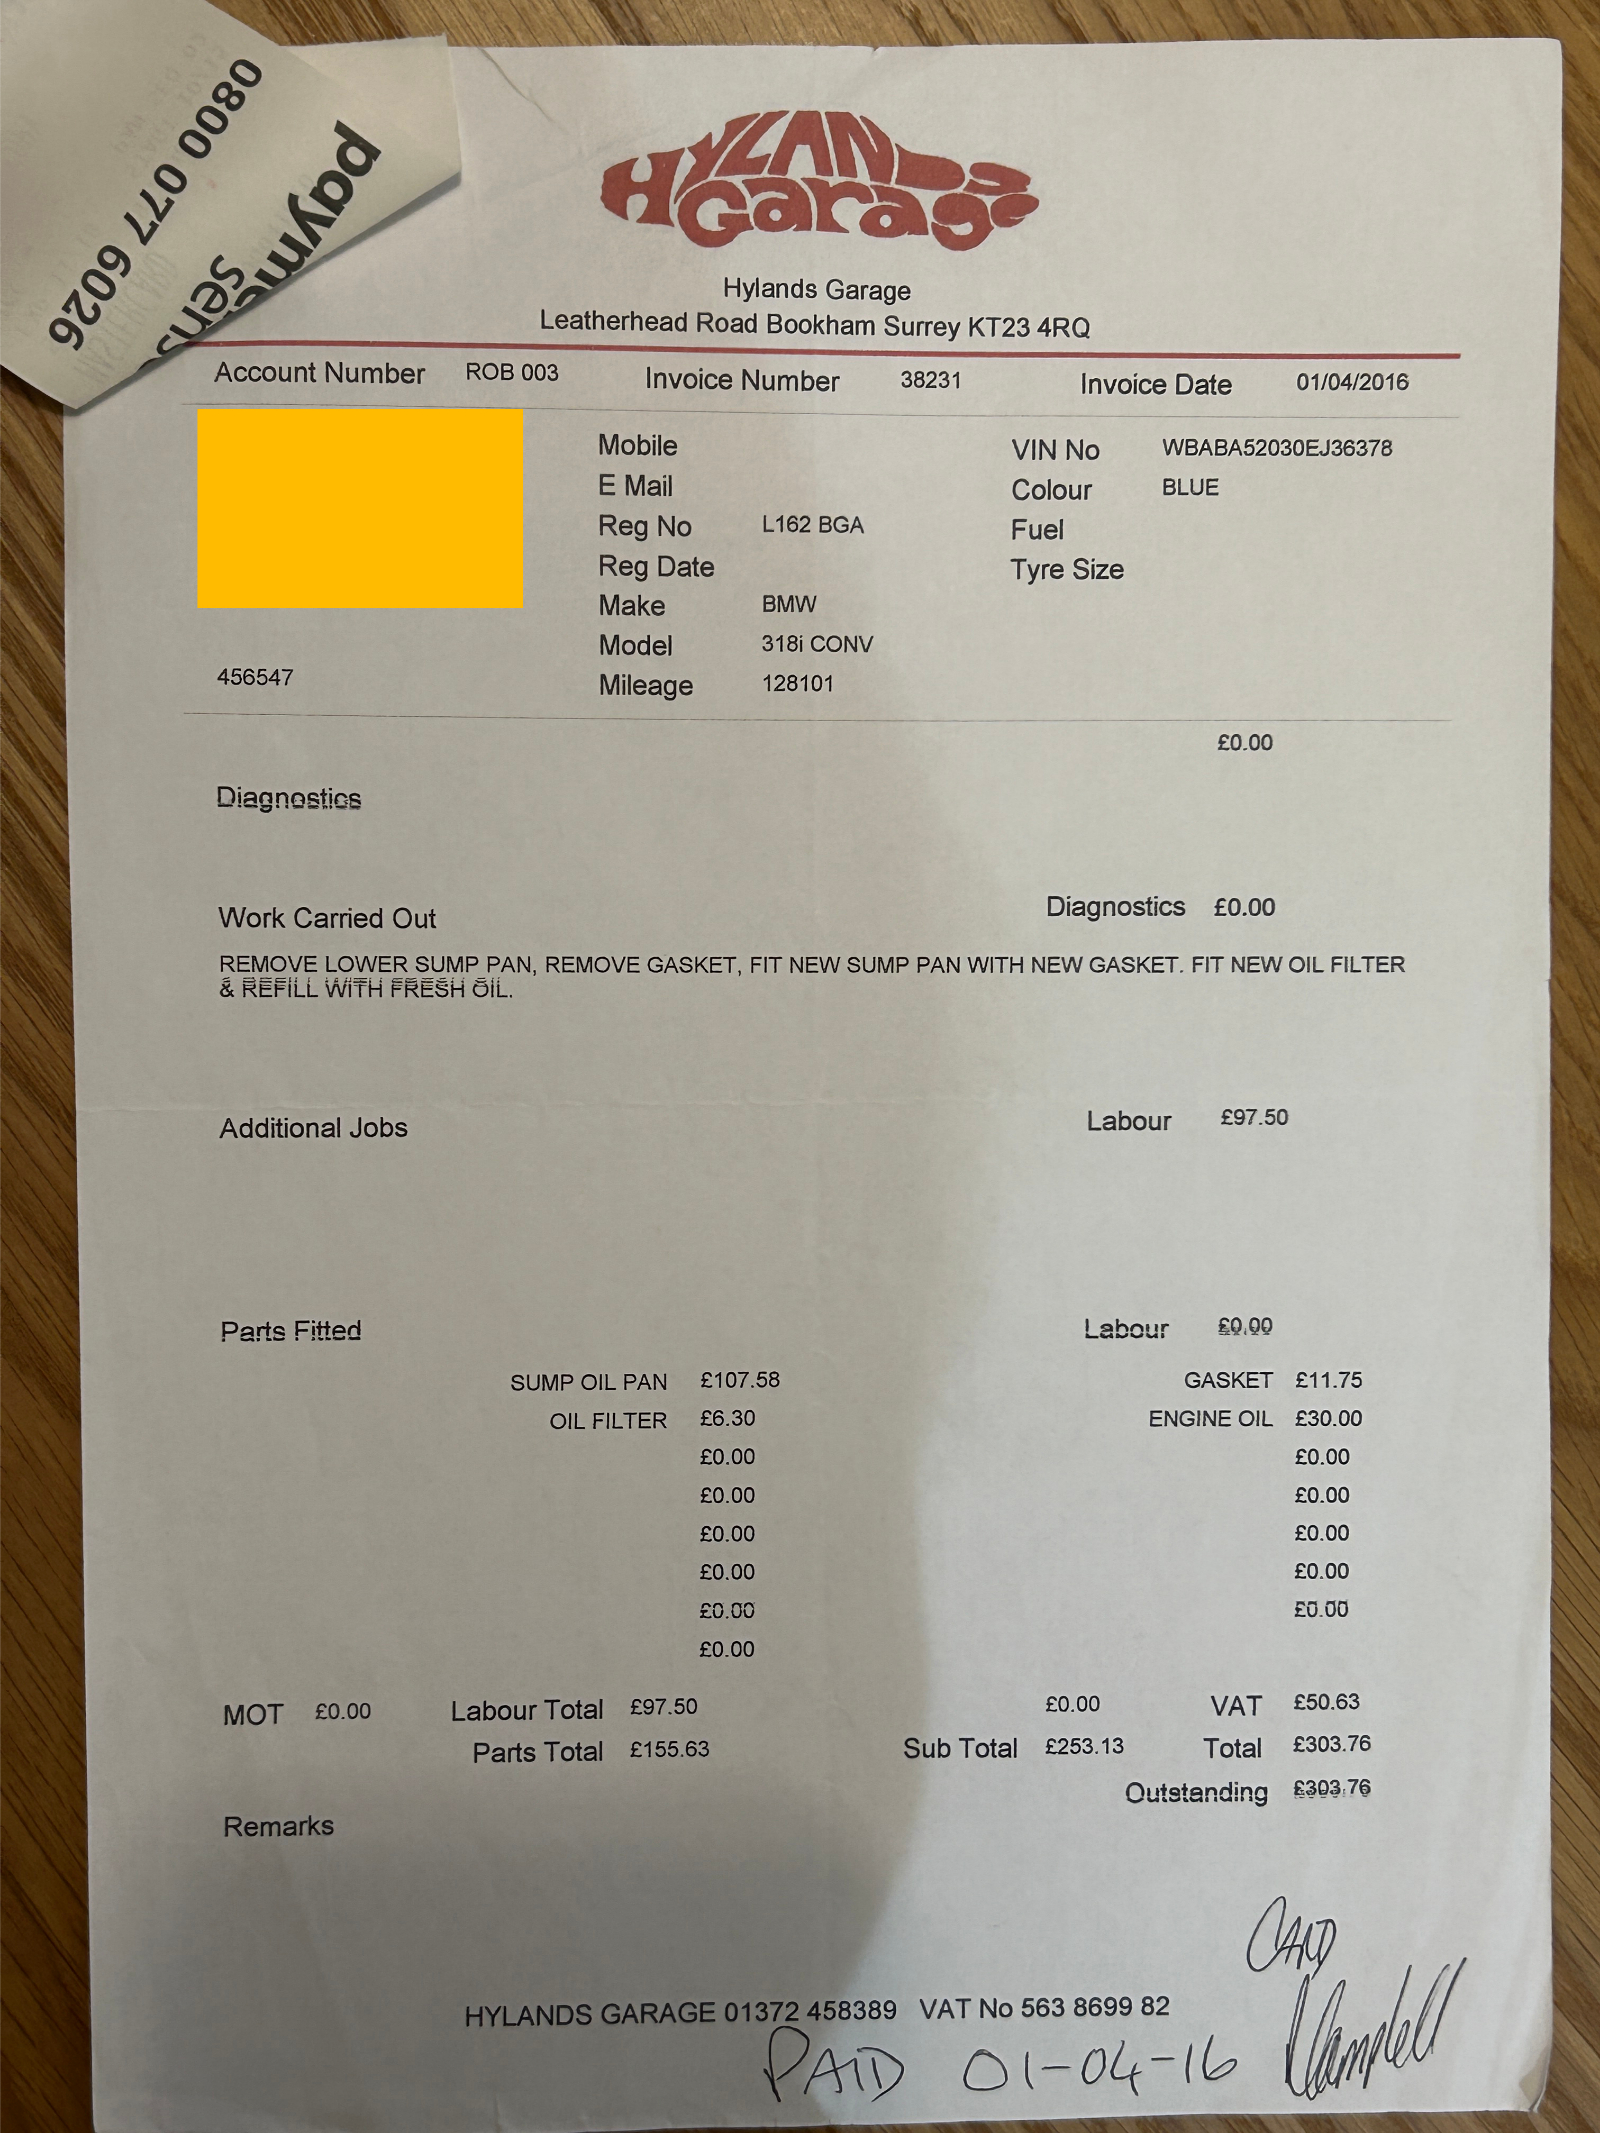 0800 077 6026
HYLANDS
Garage
Hylands Garage
Leatherhead Road Bookham Surrey KT23 4RQ
Account Number ROB 003 Invoice Number 38231 Invoice Date 01/04/2016
Mobile VIN No WBABA52030EJ36378
E Mail Colour BLUE
Reg No L162 BGA Fuel
Reg Date Tyre Size
Make BMW
Model 318i CONV
456547 Mileage 128101
£0.00
Diagnostics
Work Carried Out Diagnostics £0.00
REMOVE LOWER SUMP PAN, REMOVE GASKET, FIT NEW SUMP PAN WITH NEW GASKET. FIT NEW OIL FILTER
& REFILL WITH FRESH OIL.
Additional Jobs Labour £97.50
Parts Fitted Labour £0.00
SUMP OIL PAN £107.58 GASKET £11.75
OIL FILTER £6.30 ENGINE OIL £30.00
£0.00 £0.00
£0.00 £0.00
£0.00 £0.00
£0.00 £0.00
£0.00 £0.00
£0.00
MOT £0.00 Labour Total £97.50 £0.00 VAT £50.63
Parts Total £155.63 Sub Total £253.13 Total £303.76
Outstanding £303.76
Remarks
CARD
HYLANDS GARAGE 01372 458389 VAT No 563 8699 82
PAID 01-04-16